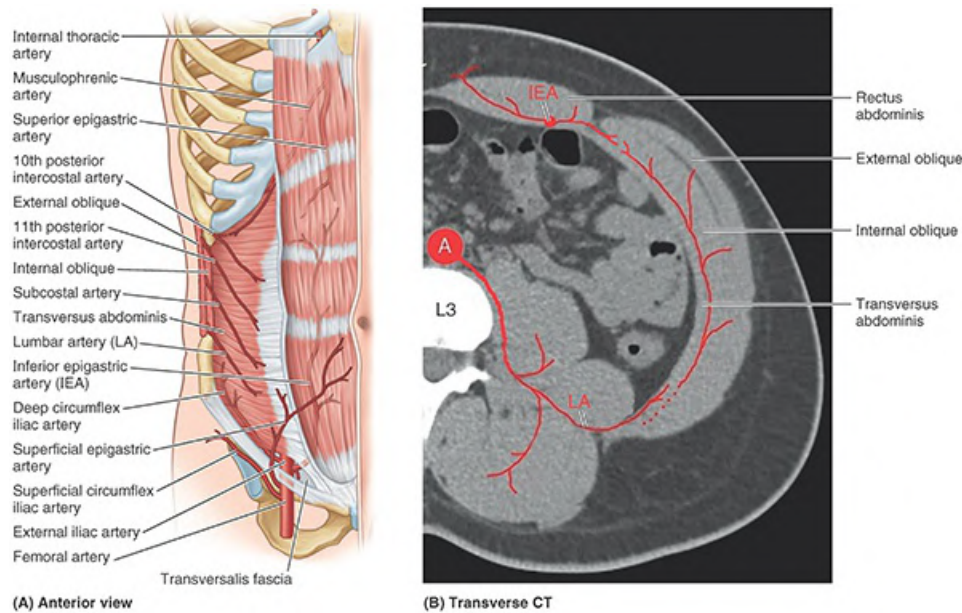 Internal thoracic
artery
Musculophrenic
artery
Superior epigastric
artery
10th posterior
intercostal artery
External oblique
11th posterior
intercostal artery
Internal oblique
Subcostal artery
Transversus abdominis
Lumbar artery (LA)
Inferior epigastric
artery (IEA)
Deep circumflex
iliac artery
Superficial epigastric
artery
Superficial circumflex
iliac artery
External iliac artery
Femoral artery
Transversalis fascia
(A) Anterior view
IEA
A
L3
LA
Rectus
abdominis
External oblique
Internal oblique
Transversus
abdominis
(B) Transverse CT